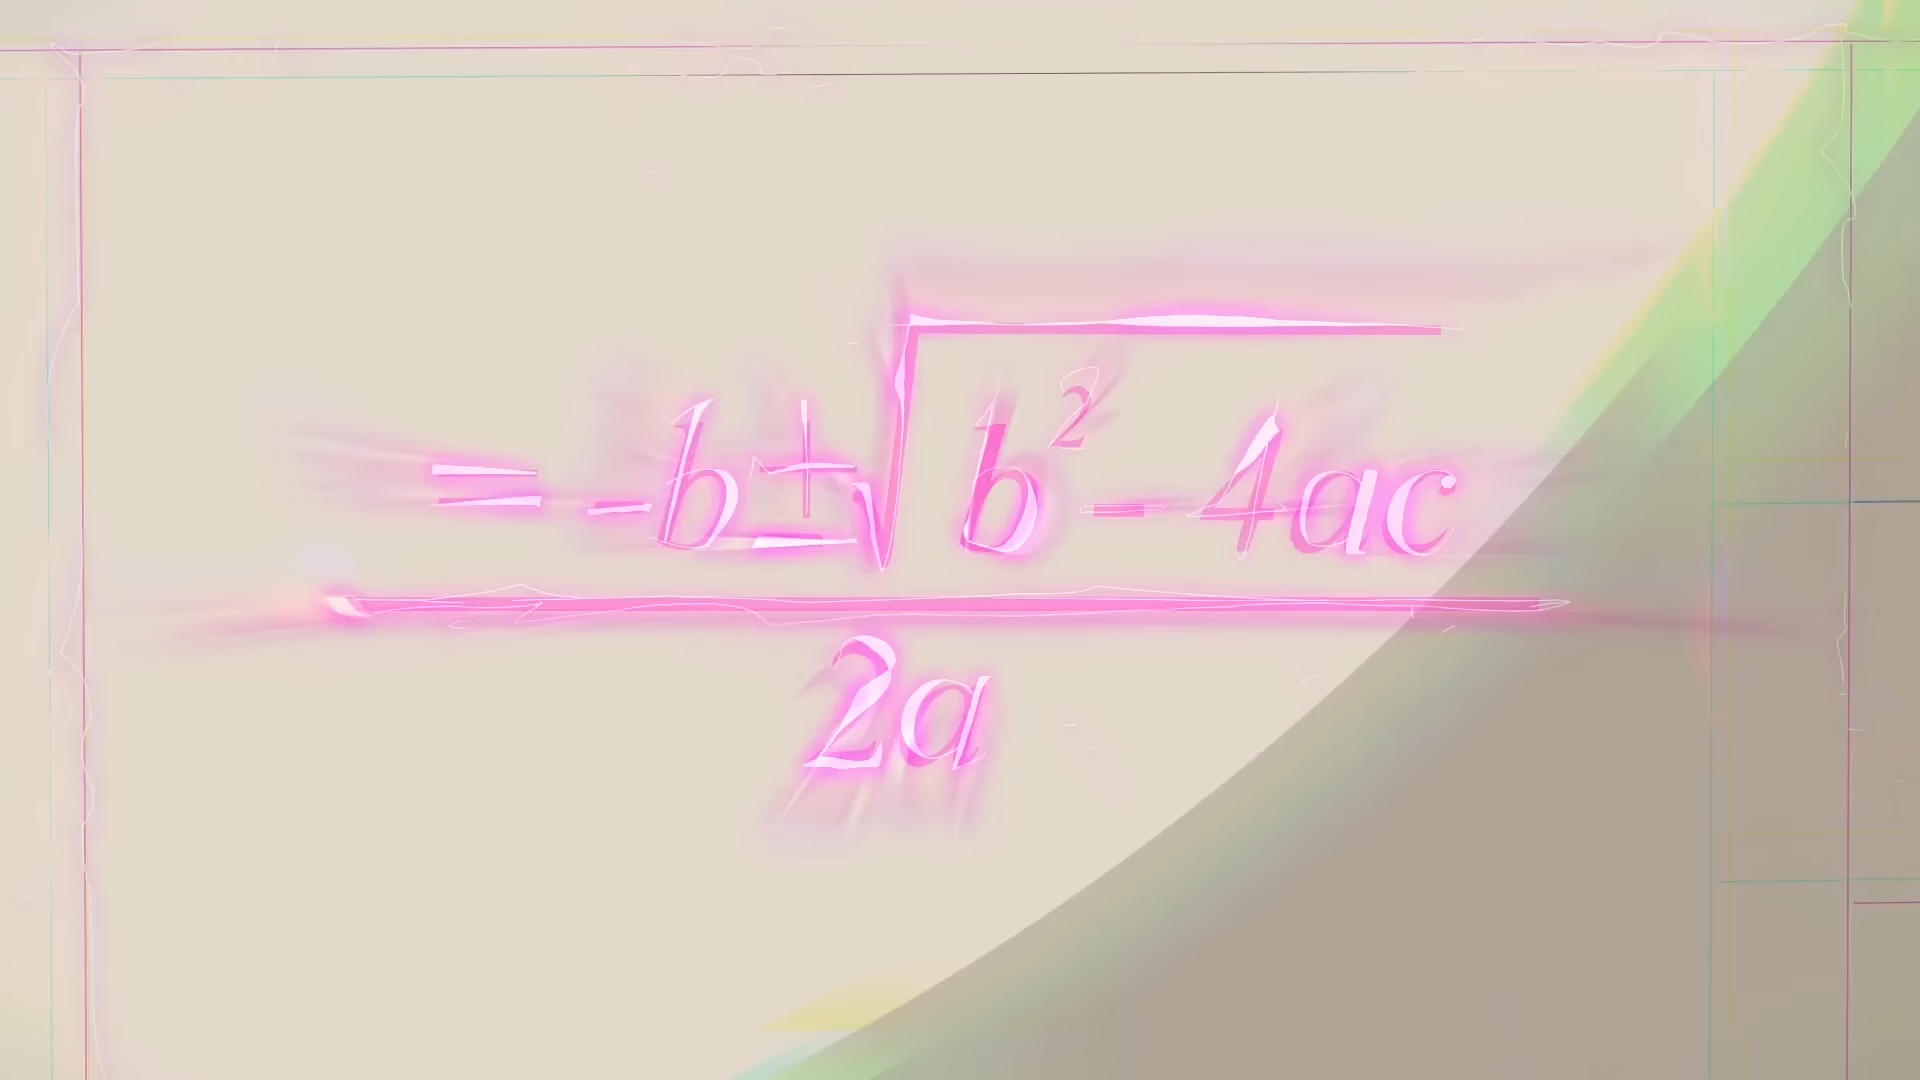 = -b ± √ b² - 4ac
2a